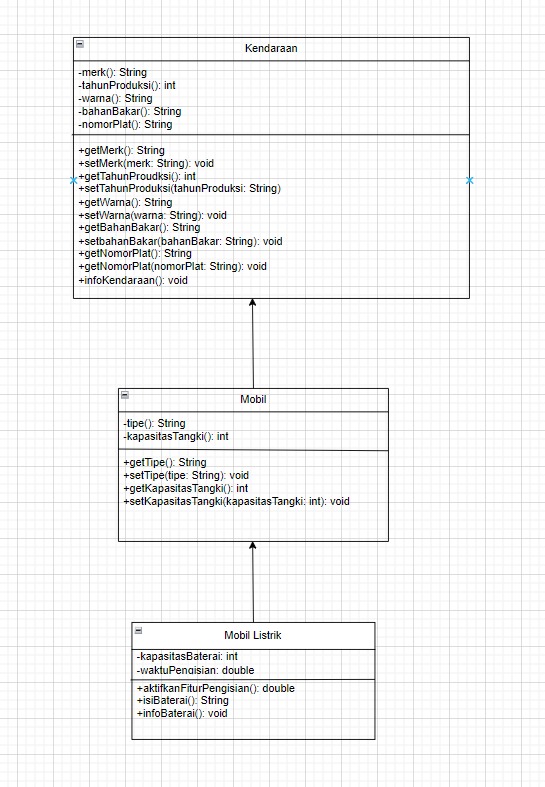 Kendaraan
-merk(): String
-tahunProduksi(): int
-warna(): String
-bahanBakar(): String
-nomorPlat(): String
+getMerk(): String
+setMerk(merk: String): void
+getTahunProudksi(): int
+setTahunProduksi(tahunProduksi: String)
+getWarna(): String
+setWarna(warna: String): void
+getBahanBakar(): String
+setbahanBakar(bahanBakar: String): void
+getNomorPlat(): String
+getNomorPlat(nomorPlat: String): void
+infoKendaraan(): void
Mobil
-tipe(): String
-kapasitasTangki(): int
+getTipe(): String
+setTipe(tipe: String): void
+getKapasitasTangki(): int
+setKapasitasTangki(kapasitasTangki: int): void
Mobil Listrik
-kapasitasBaterai: int
-waktuPengisian: double
+aktifkanFiturPengisian(): double
+isiBaterai(): String
+infoBaterai(): void